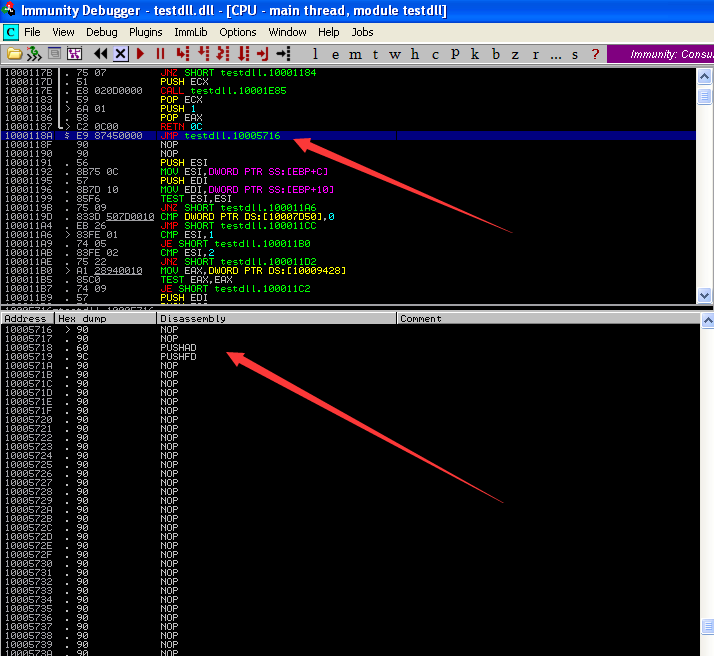 Immunity Debugger - testdll.dll - [CPU - main thread, module testdll]
C File View Debug Plugins ImmLib Options Window Help Jobs
l e m t w h c p k b z r ... s ? Immunity: Consu
1000117B . 75 07 JNZ SHORT testdll.10001184
1000117D . 51 PUSH ECX
1000117E . E8 020D0000 CALL testdll.10001E85
10001183 . 59 POP ECX
10001184 > 6A 01 PUSH 1
10001186 . 58 POP EAX
10001187 > C2 0C00 RETN 0C
1000118A $ E9 87450000 JMP testdll.10005716
1000118F 90 NOP
10001190 90 NOP
10001191 . 56 PUSH ESI
10001192 . 8B75 0C MOV ESI,DWORD PTR SS:[EBP+C]
10001195 . 57 PUSH EDI
10001196 . 8B7D 10 MOV EDI,DWORD PTR SS:[EBP+10]
10001199 . 85F6 TEST ESI,ESI
1000119B . 75 09 JNZ SHORT testdll.100011A6
1000119D . 833D 507D0010 CMP DWORD PTR DS:[10007D50],0
100011A4 . EB 26 JMP SHORT testdll.100011CC
100011A6 > 83FE 01 CMP ESI,1
100011A9 . 74 05 JE SHORT testdll.100011B0
100011AB . 83FE 02 CMP ESI,2
100011AE . 75 22 JNZ SHORT testdll.100011D2
100011B0 > A1 28940010 MOV EAX,DWORD PTR DS:[10009428]
100011B5 . 85C0 TEST EAX,EAX
100011B7 . 74 09 JE SHORT testdll.100011C2
100011B9 . 57 PUSH EDI
Address Hex dump Disassembly Comment
10005716 > 90 NOP
10005717 . 90 NOP
10005718 . 60 PUSHAD
10005719 . 9C PUSHFD
1000571A . 90 NOP
1000571B . 90 NOP
1000571C . 90 NOP
1000571D . 90 NOP
1000571E . 90 NOP
1000571F . 90 NOP
10005720 . 90 NOP
10005721 . 90 NOP
10005722 . 90 NOP
10005723 . 90 NOP
10005724 . 90 NOP
10005725 . 90 NOP
10005726 . 90 NOP
10005727 . 90 NOP
10005728 . 90 NOP
10005729 . 90 NOP
1000572A . 90 NOP
1000572B . 90 NOP
1000572C . 90 NOP
1000572D . 90 NOP
1000572E . 90 NOP
1000572F . 90 NOP
10005730 . 90 NOP
10005731 . 90 NOP
10005732 . 90 NOP
10005733 . 90 NOP
10005734 . 90 NOP
10005735 . 90 NOP
10005736 . 90 NOP
10005737 . 90 NOP
10005738 . 90 NOP
10005739 . 90 NOP
1000573A . 90 NOP